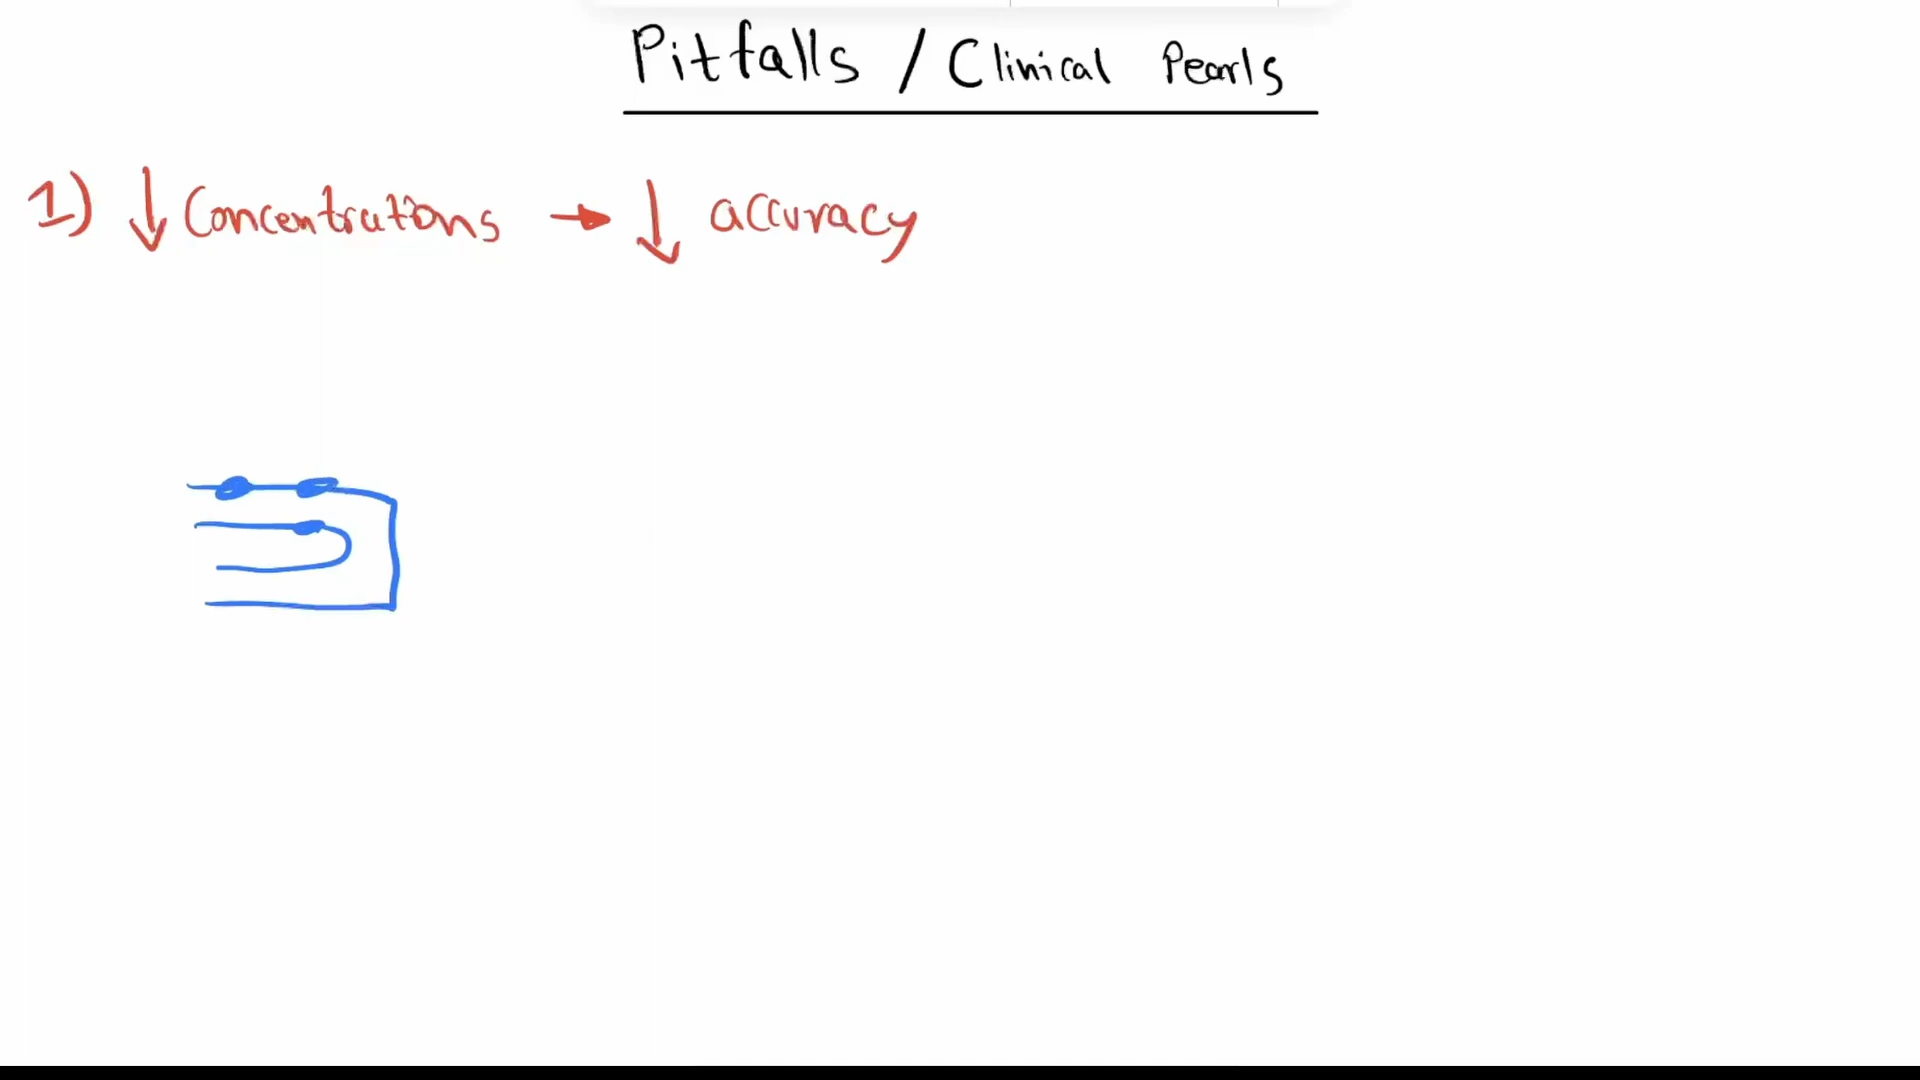 Pitfalls / Clinical Pearls
1) ↓ Concentrations → ↓ accuracy